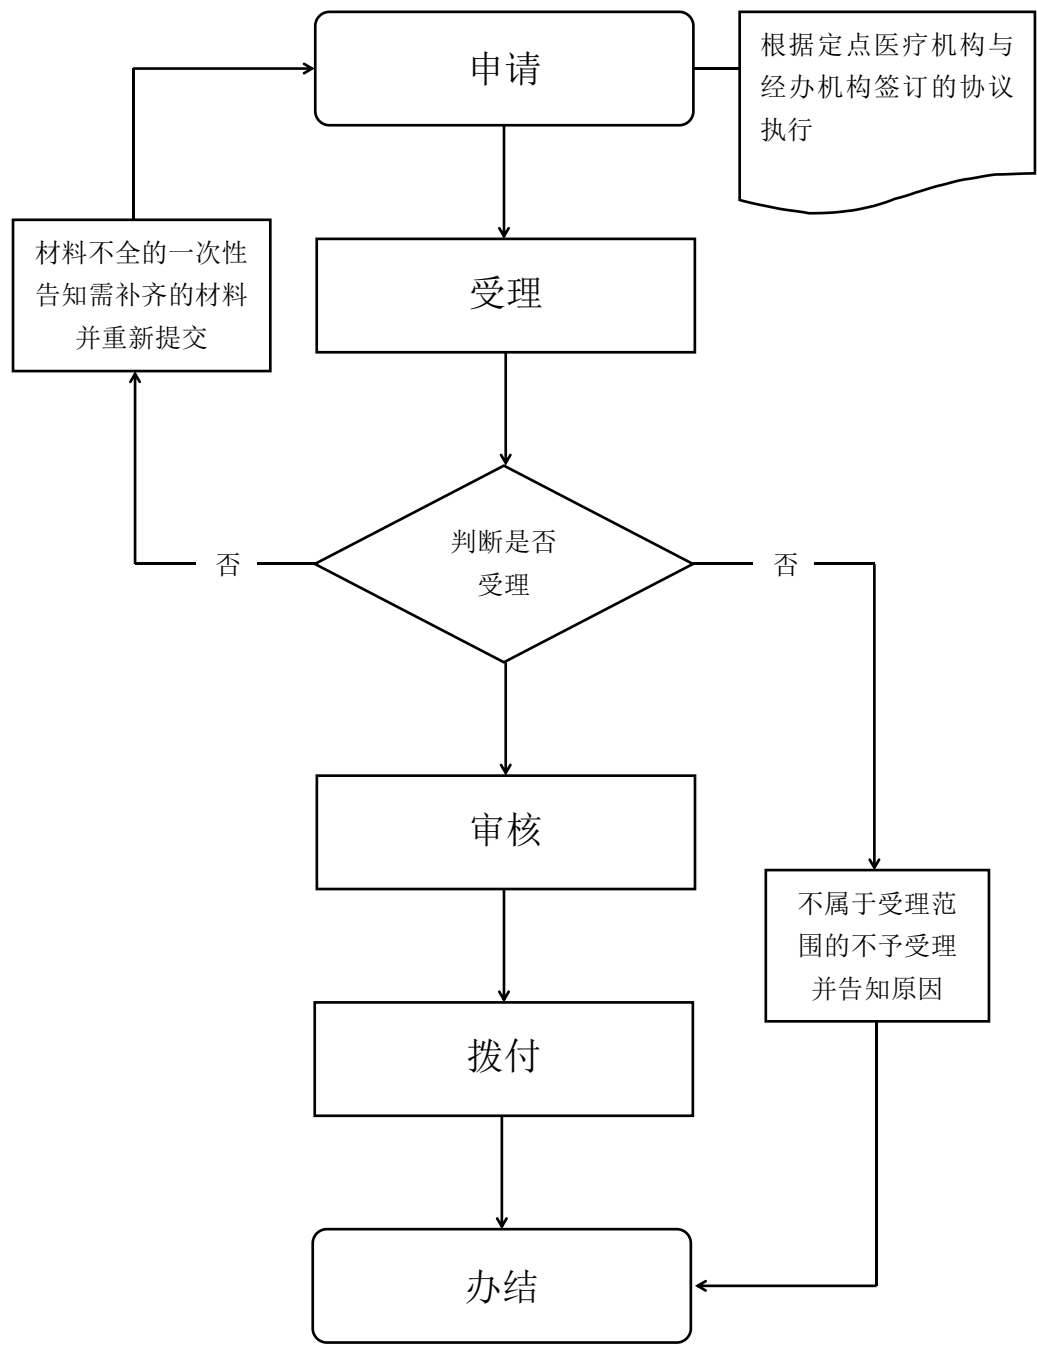 申请
根据定点医疗机构与
经办机构签订的协议
执行
材料不全的一次性
告知需补齐的材料
并重新提交
受理
判断是否
受理
否
否
审核
不属于受理范
围的不予受理
并告知原因
拨付
办结